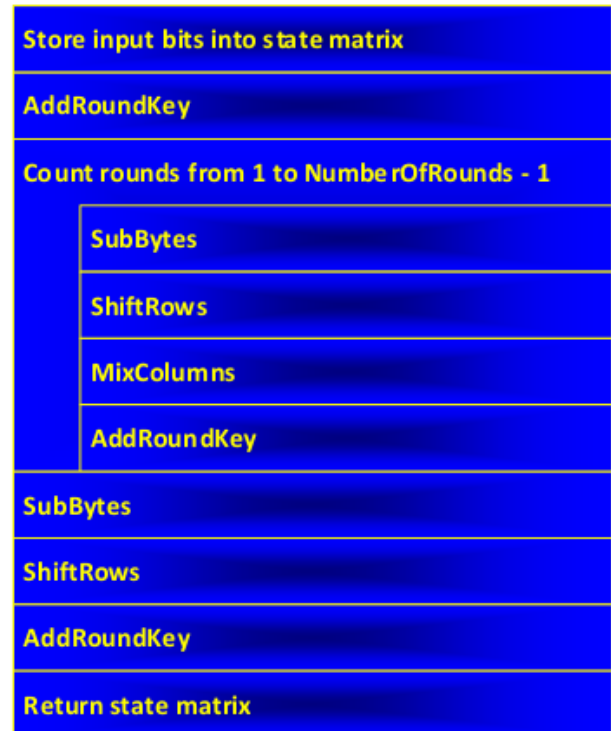 Store input bits into state matrix
AddRoundKey
Count rounds from 1 to NumberOfRounds - 1
SubBytes
ShiftRows
MixColumns
AddRoundKey
SubBytes
ShiftRows
AddRoundKey
Return state matrix